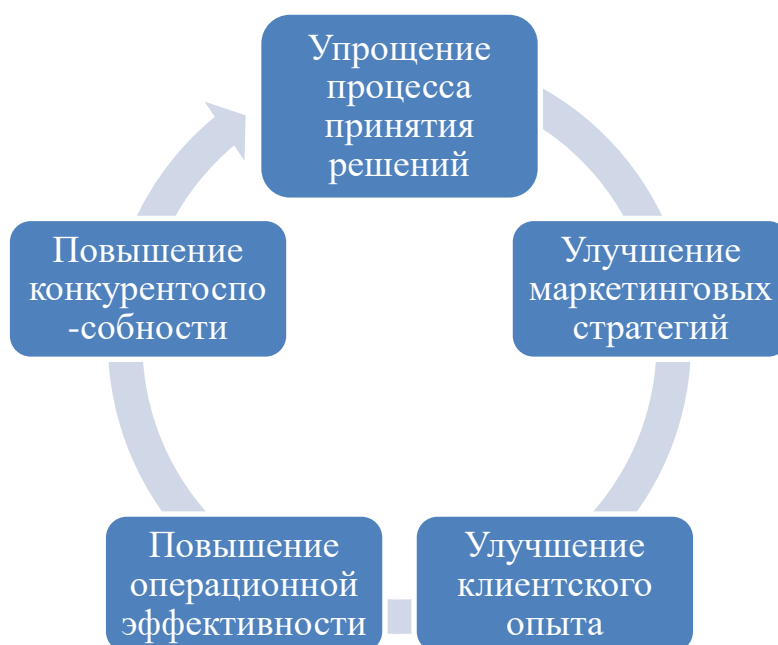 Упрощение
процесса
принятия
решений
Улучшение
маркетинговых
стратегий
Улучшение
клиентского
опыта
Повышение
операционной
эффективности
Повышение
конкурентоспо
-собности